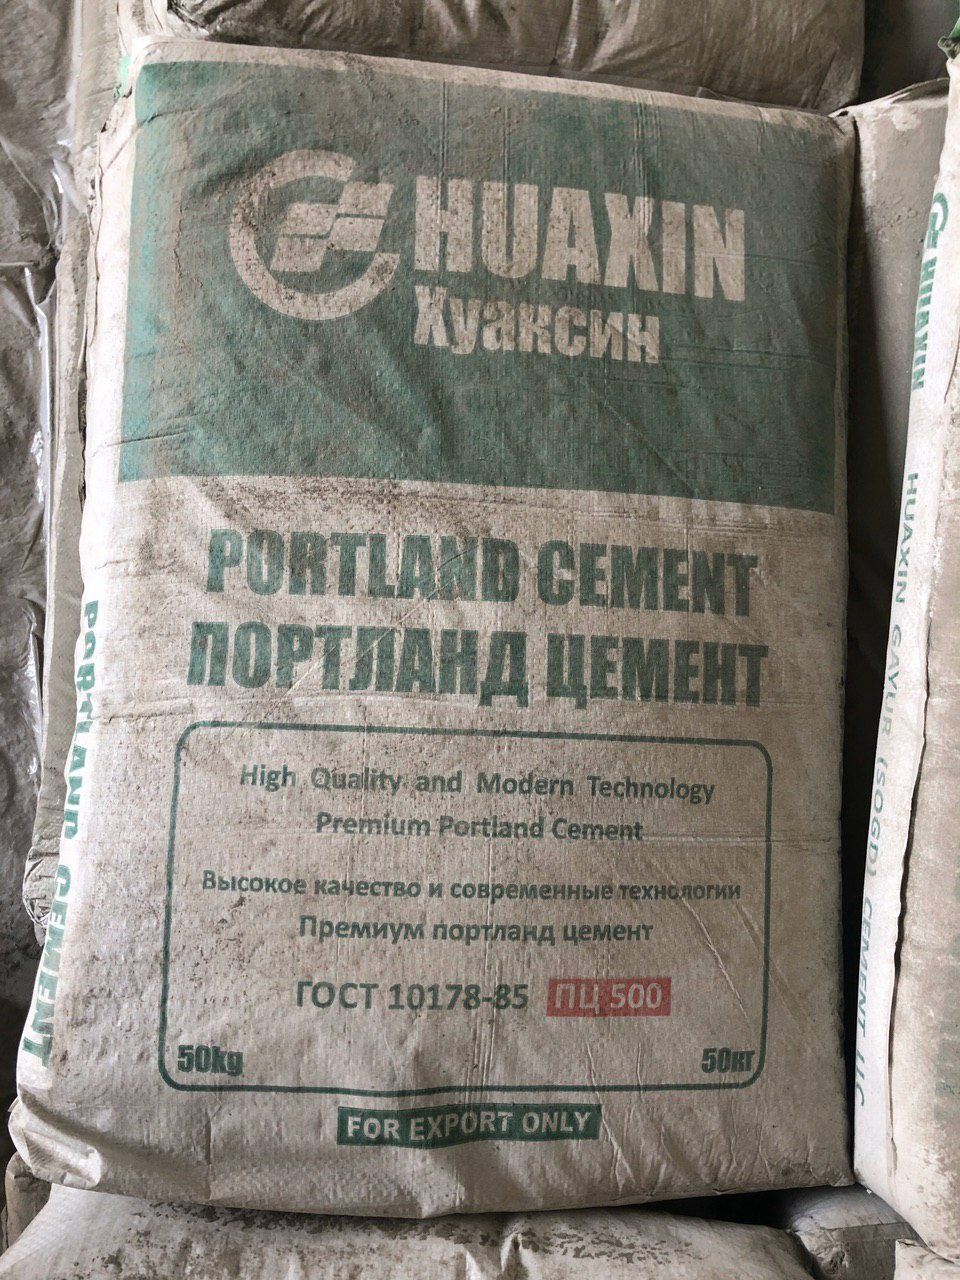 HUAXIN
Хуаксин
PORTLAND CEMENT
ПОРТЛАНД ЦЕМЕНТ
High Quality and Modern Technology
Premium Portland Cement
Высокое качество и современные технологии
Премиум портланд цемент
ГОСТ 10178-85 ПЦ 500
50kg 50кг
FOR EXPORT ONLY
PORTLAND CEMENT
HUAXIN
HUAXIN GAYUR (SOGD) CEMENT LLC